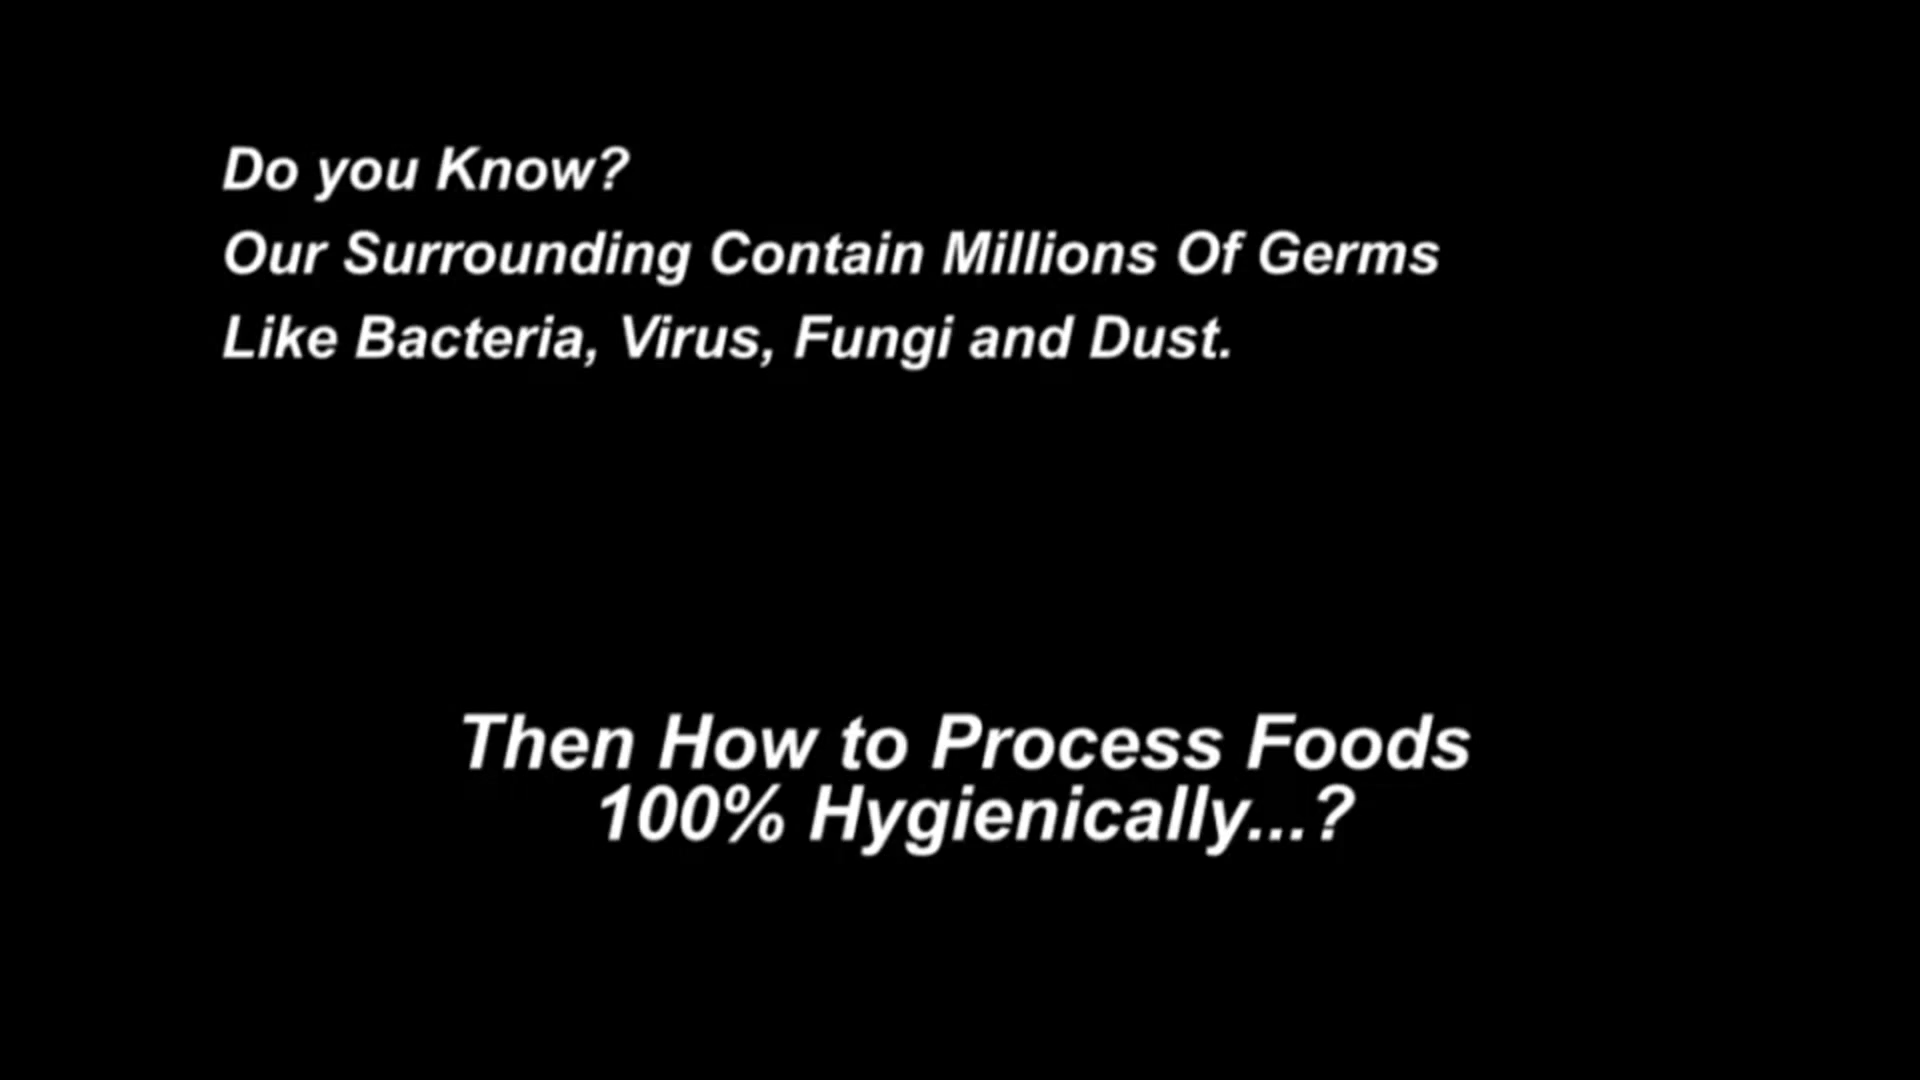 Do you Know?
Our Surrounding Contain Millions Of Germs
Like Bacteria, Virus, Fungi and Dust.
Then How to Process Foods
100% Hygienically...?